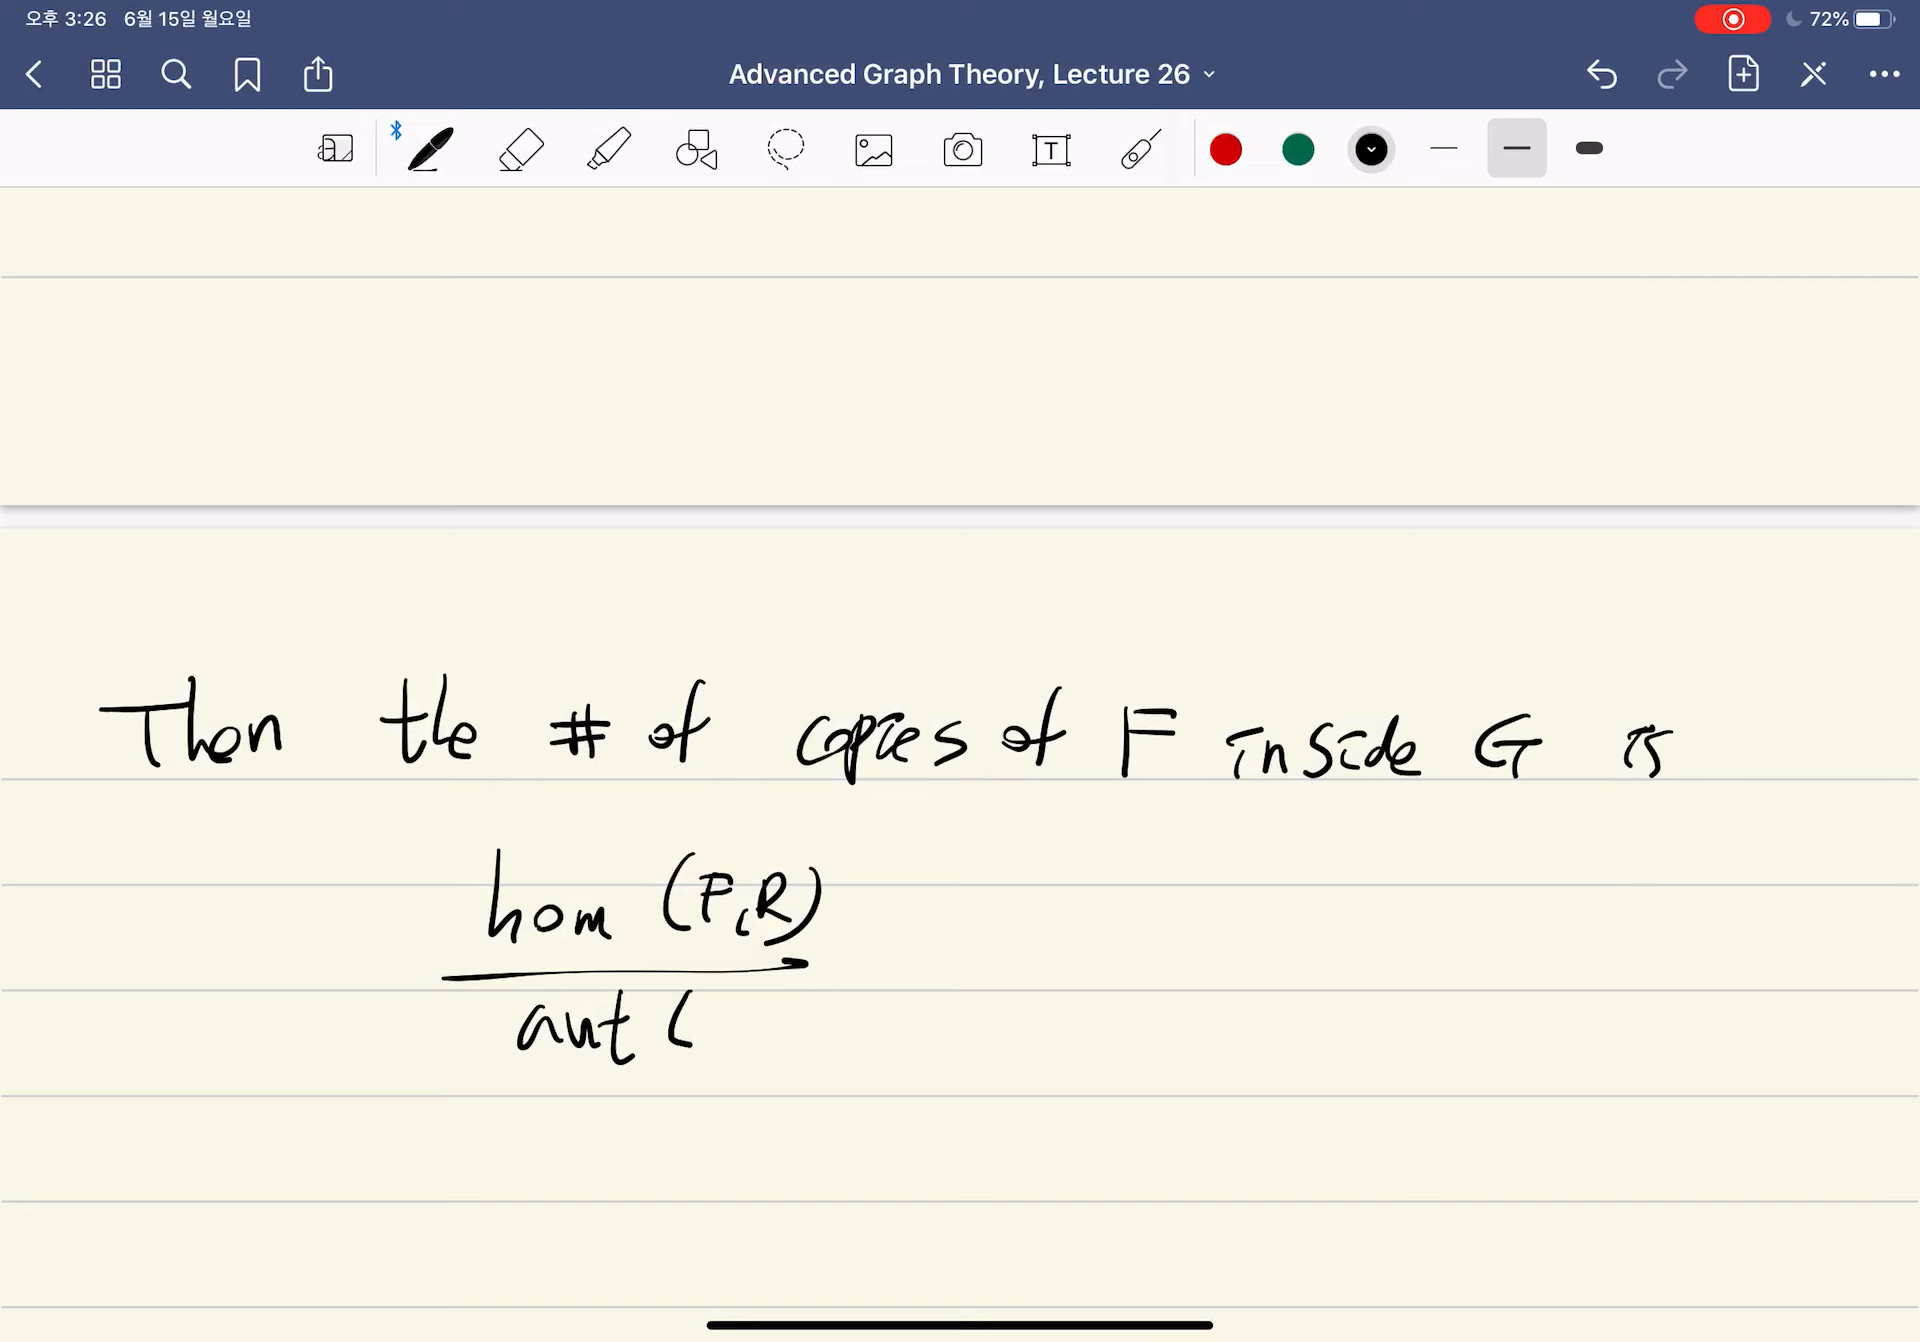 오후 3:26 6월 15일 월요일
72%
Advanced Graph Theory, Lecture 26
Then the # of copies of F inside G is
hom (F,R)
aut (